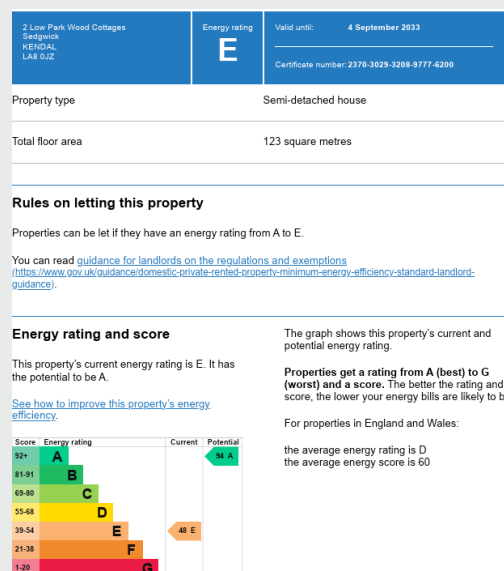 2 Low Park Wood Cottages
Sedgwick
KENDAL
LA8 0JZ
Energy rating
E
Valid until: 4 September 2033
Certificate number: 2370-3029-3208-9777-6200
Property type Semi-detached house
Total floor area 123 square metres
Rules on letting this property
Properties can be let if they have an energy rating from A to E.
You can read guidance for landlords on the regulations and exemptions
(https://www.gov.uk/guidance/domestic-private-rented-property-minimum-energy-efficiency-standard-landlord-
guidance).
Energy rating and score
This property's current energy rating is E. It has
the potential to be A.
See how to improve this property's energy
efficiency.
Score Energy rating Current Potential
92+ A 94 A
81-91 B
69-80 C
55-68 D
39-54 E 48 E
21-38 F
1-20 G
The graph shows this property's current and
potential energy rating.
Properties get a rating from A (best) to G
(worst) and a score. The better the rating and
score, the lower your energy bills are likely to b
For properties in England and Wales:
the average energy rating is D
the average energy score is 60